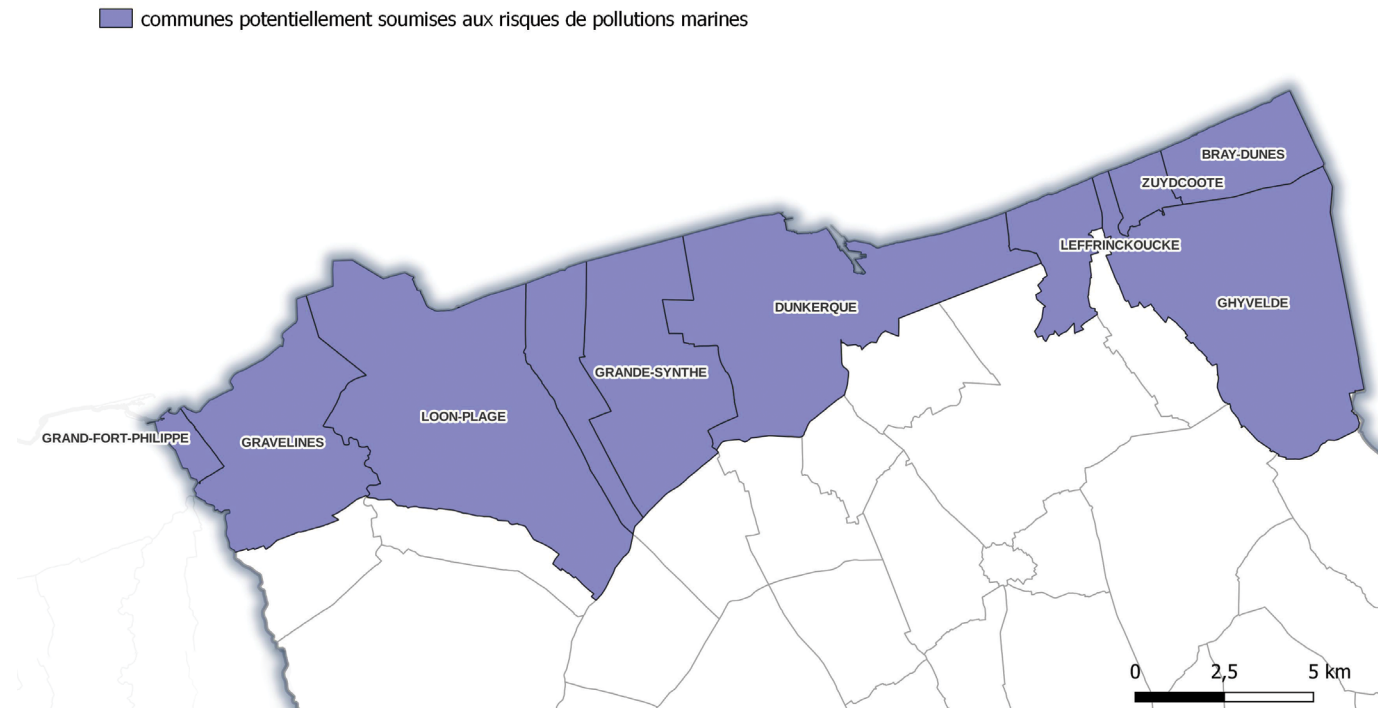 communes potentiellement soumises aux risques de pollutions marines
BRAY-DUNES
ZUYDCOOTE
LEFFRINCKOUCKE
GHYVELDE
DUNKERQUE
GRANDE-SYNTHE
LOON-PLAGE
GRAND-FORT-PHILIPPE
GRAVELINES
0 2,5 5 km